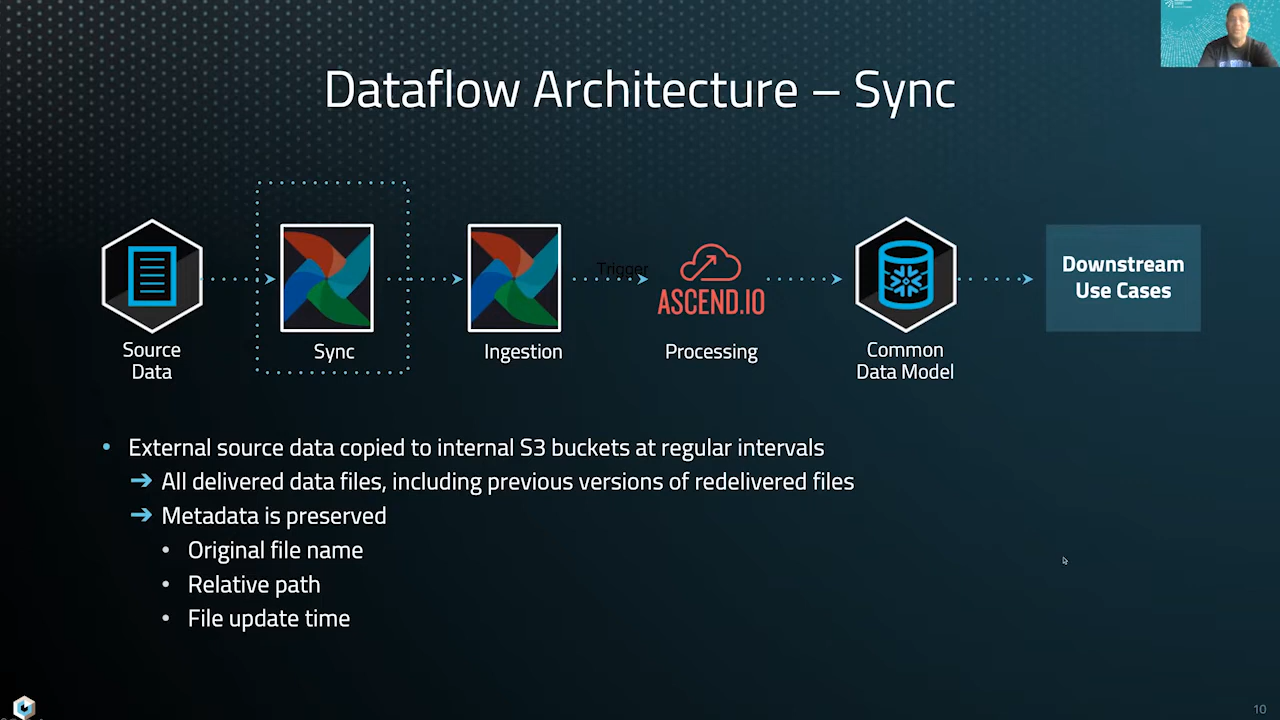 Dataflow Architecture – Sync
Trigger
ASCEND.IO
Source
Data
Sync
Ingestion
Processing
Common
Data Model
Downstream
Use Cases
• External source data copied to internal S3 buckets at regular intervals
➔ All delivered data files, including previous versions of redelivered files
➔ Metadata is preserved
• Original file name
• Relative path
• File update time
10